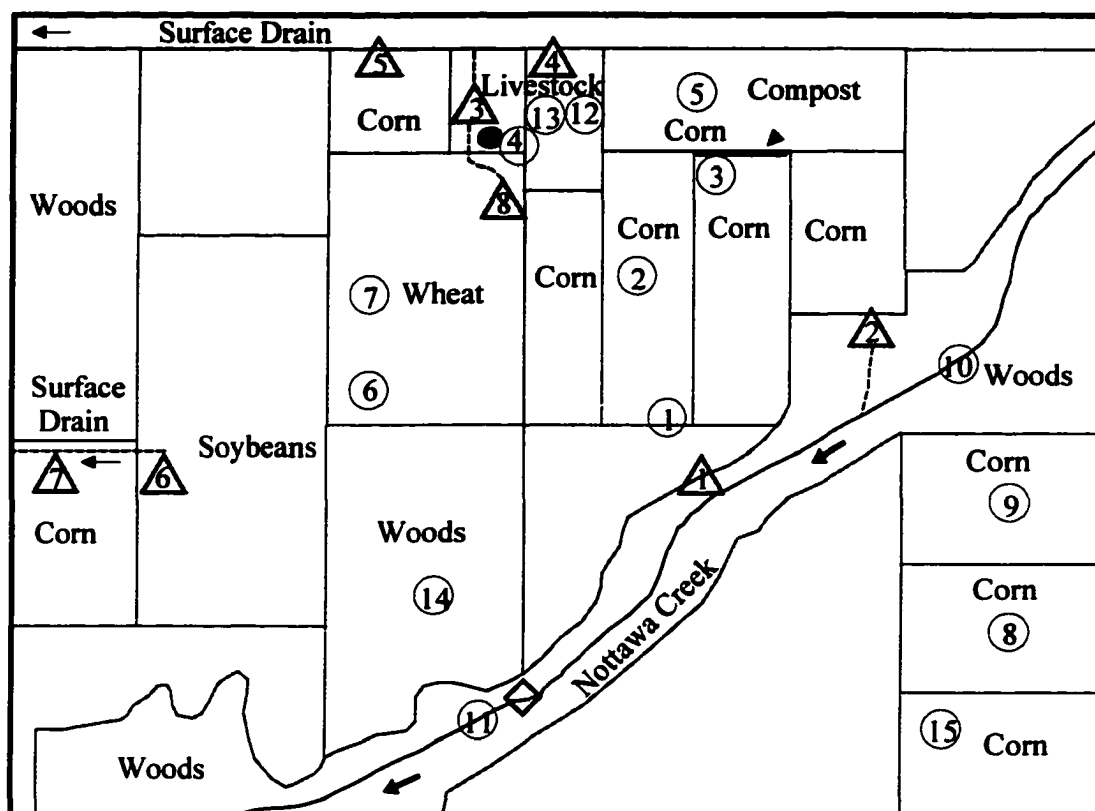 Surface Drain
5
4
Livestock
3
13
12
5
Compost
Corn
Corn
4
3
Woods
8
Corn
Corn
Corn
2
Corn
7
Wheat
2
10
Woods
6
Surface
Drain
1
Soybeans
Corn
9
7
6
1
Corn
Woods
Corn
8
14
Nottawa Creek
11
15
Corn
Woods